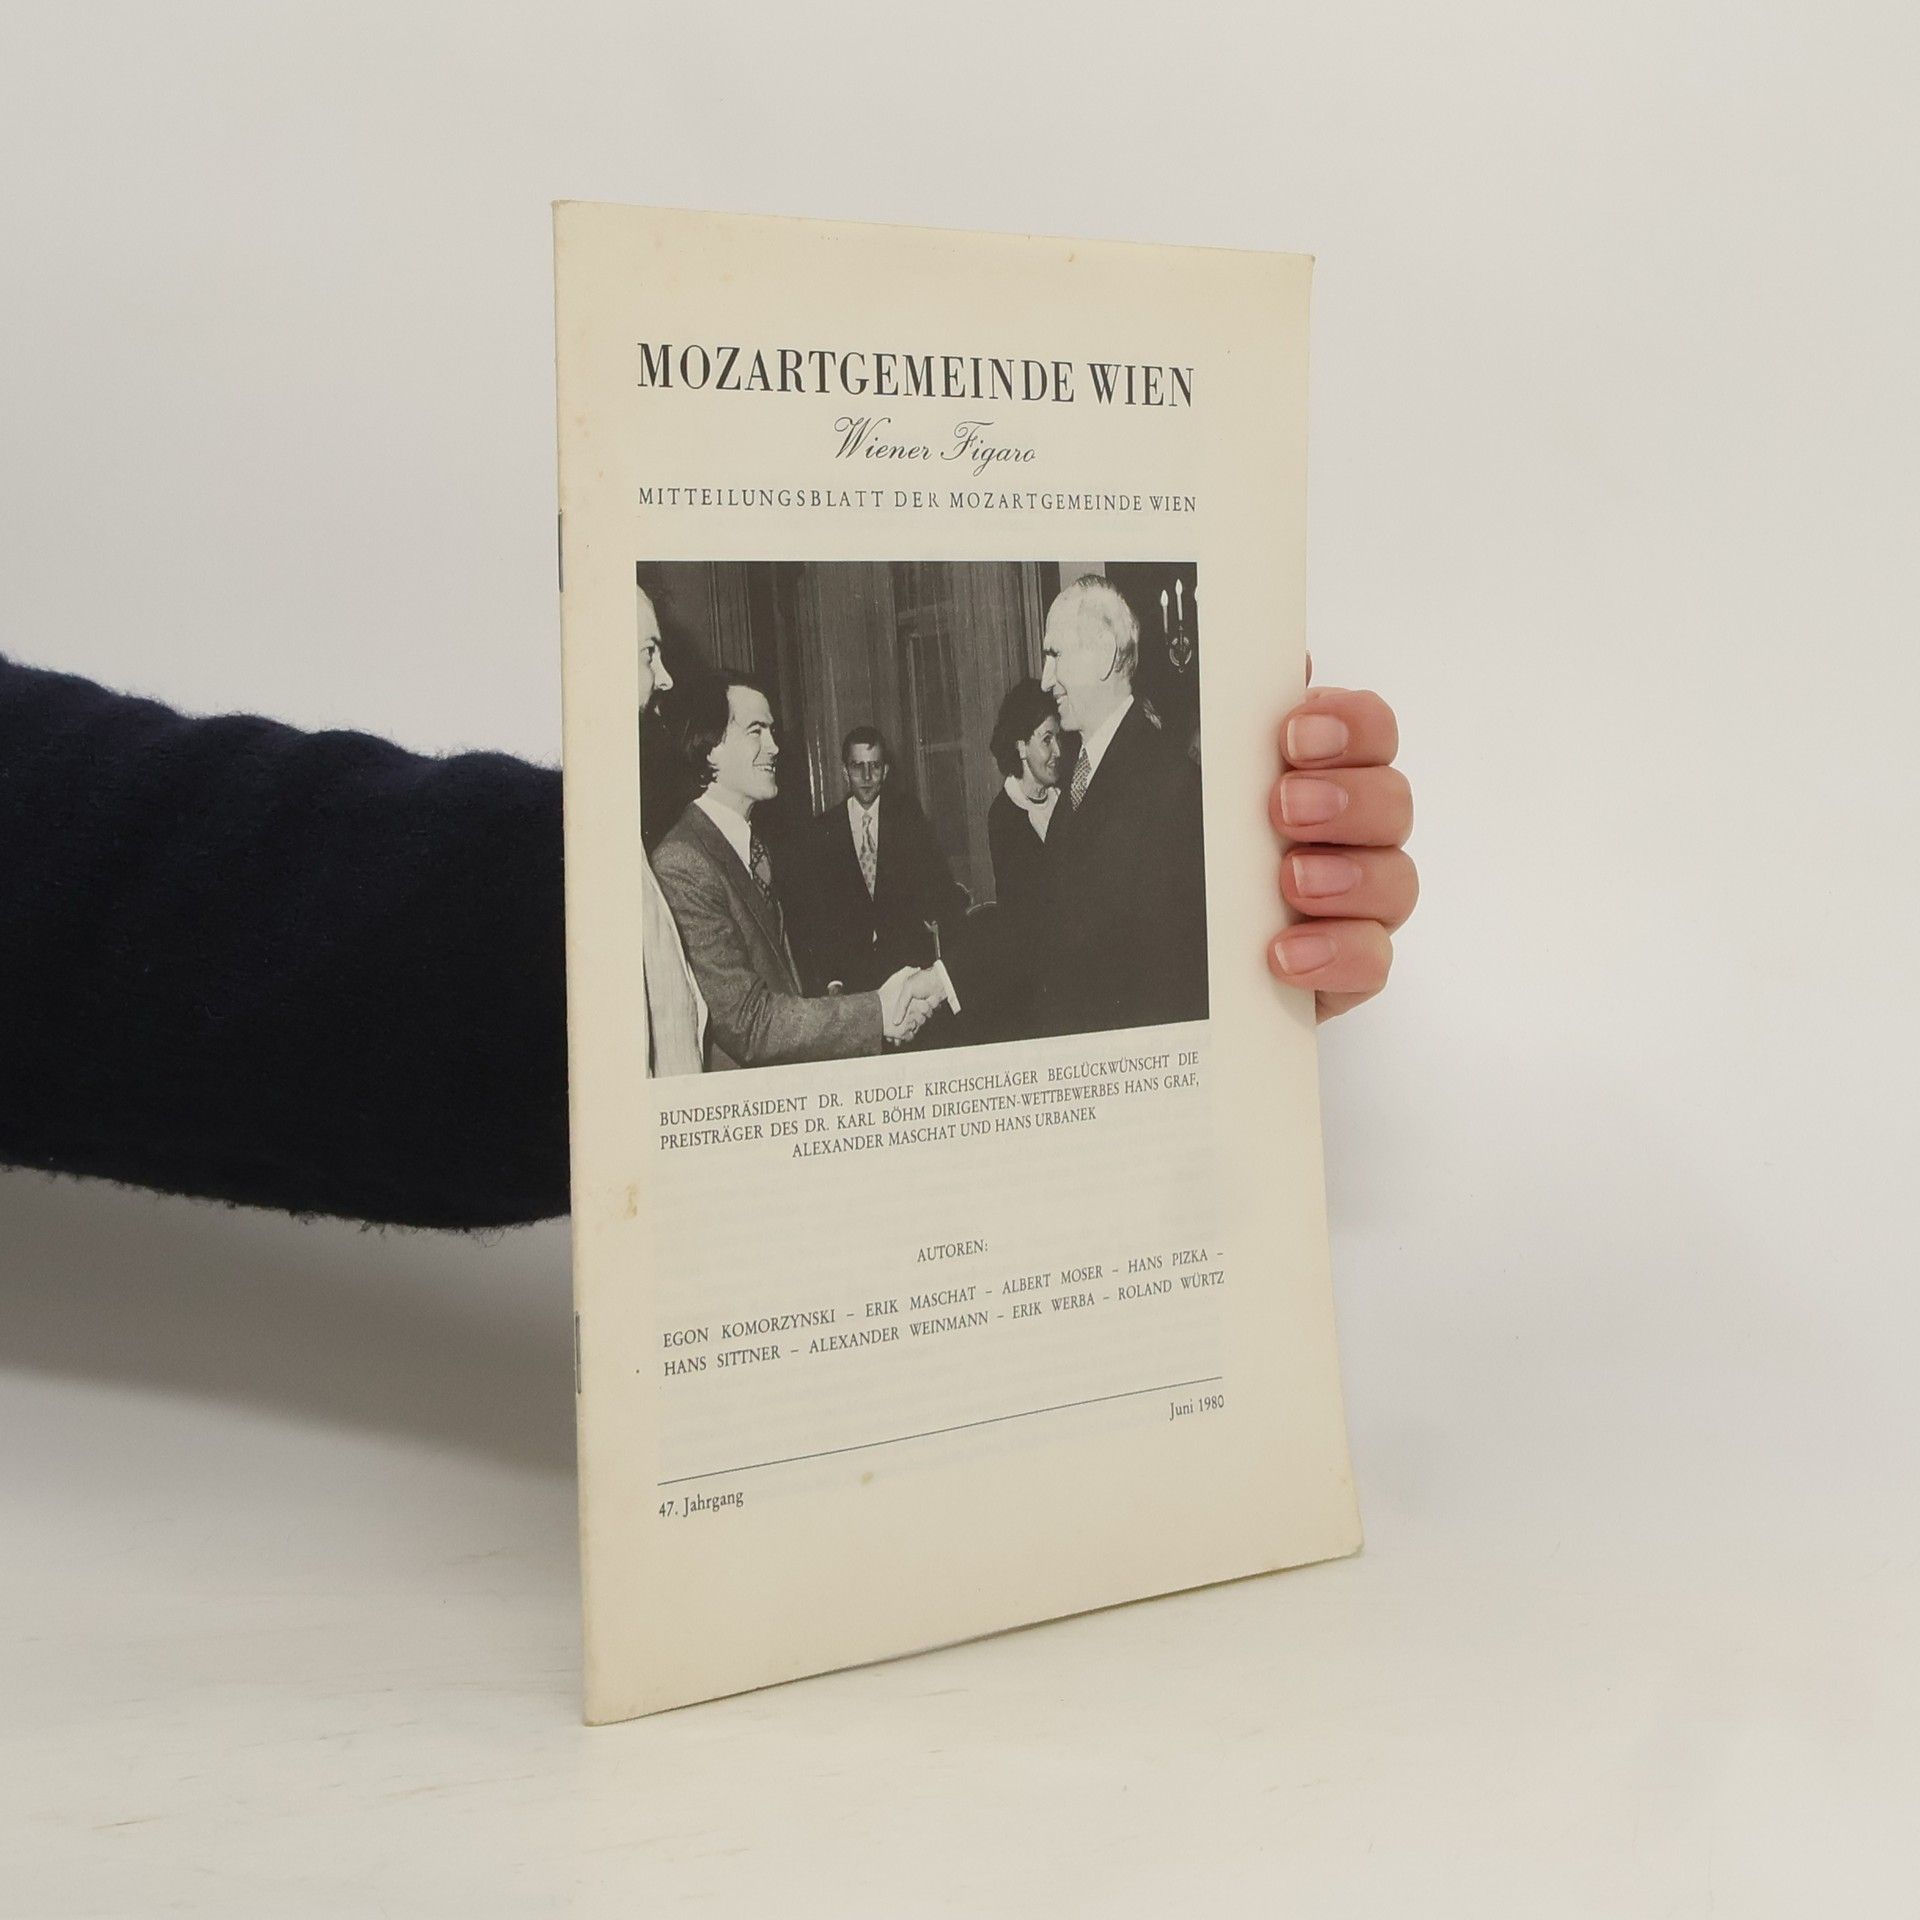 MOZARTGEMEINDE WIEN
Wiener Figaro
MITTEILUNGSBLATT DER MOZARTGEMEINDE WIEN
BUNDESPRÄSIDENT DR. RUDOLF KIRCHSCHLÄGER BEGLÜCKWÜNSCHT DIE
PREISTRÄGER DES DR. KARL BÖHM DIRIGENTEN-WETTBEWERBES HANS GRAF,
ALEXANDER MASCHAT UND HANS URBANEK
AUTOREN:
EGON KOMORZYNSKI – ERIK MASCHAT – ALBERT MOSER – HANS PIZKA –
HANS SITTNER – ALEXANDER WEINMANN – ERIK WERBA – ROLAND WÜRTZ
Juni 1980
47. Jahrgang